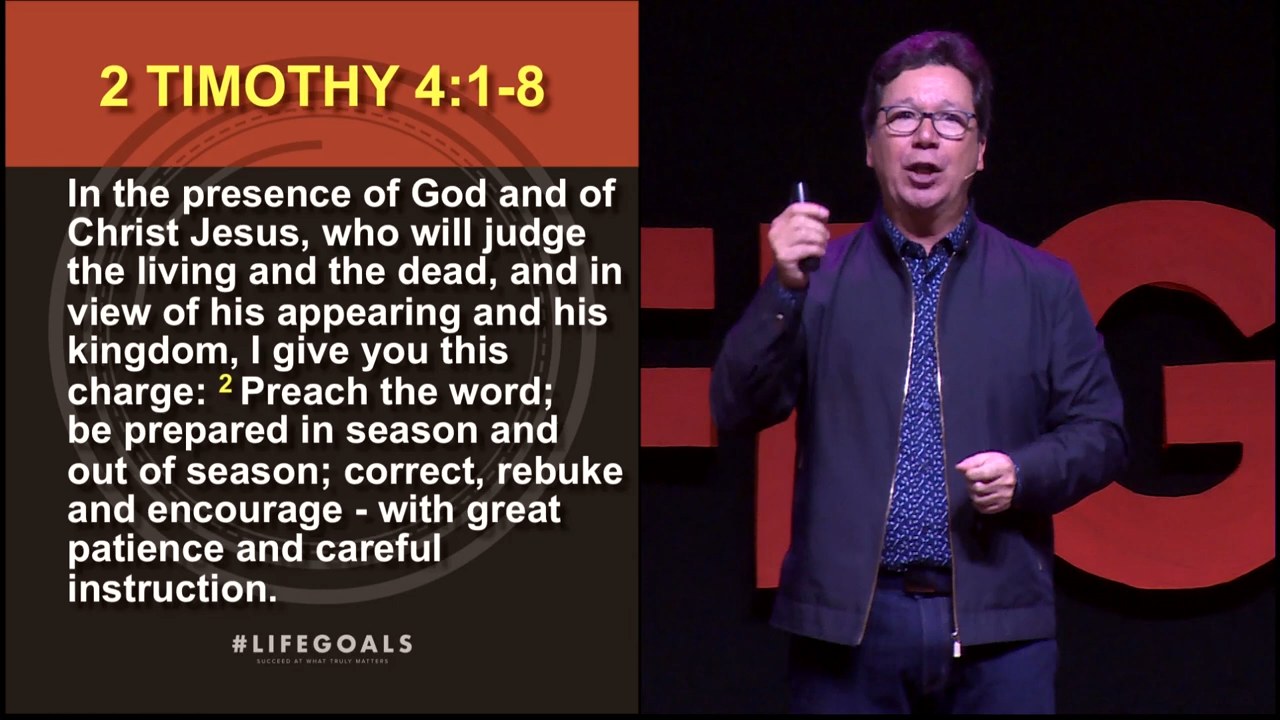 2 TIMOTHY 4:1-8
In the presence of God and of
Christ Jesus, who will judge
the living and the dead, and in
view of his appearing and his
kingdom, I give you this
charge: 2 Preach the word;
be prepared in season and
out of season; correct, rebuke
and encourage - with great
patience and careful
instruction.
#LIFEGOALS
SUCCEED AT WHAT TRULY MATTERS
G